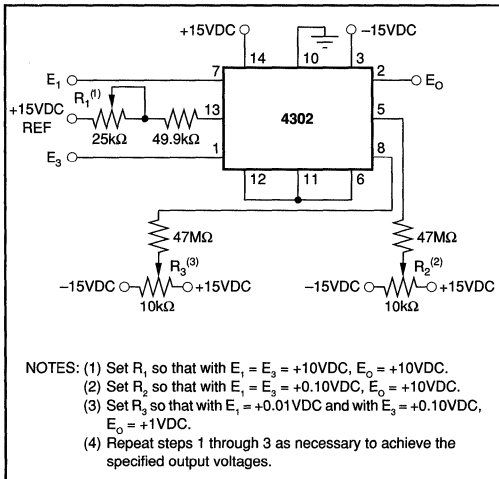 +15VDC
−15VDC
14
10
3
E1
7
2
EO
R1(1)
+15VDC
REF
25kΩ
49.9kΩ
13
4302
5
E3
1
8
12
11
6
47MΩ
47MΩ
R3(3)
R2(2)
−15VDC
+15VDC
−15VDC
+15VDC
10kΩ
10kΩ
NOTES: (1) Set R1 so that with E1 = E3 = +10VDC, EO = +10VDC.
(2) Set R2 so that with E1 = E3 = +0.10VDC, EO = +10VDC.
(3) Set R3 so that with E1 = +0.01VDC and with E3 = +0.10VDC,
EO = +1VDC.
(4) Repeat steps 1 through 3 as necessary to achieve the
specified output voltages.